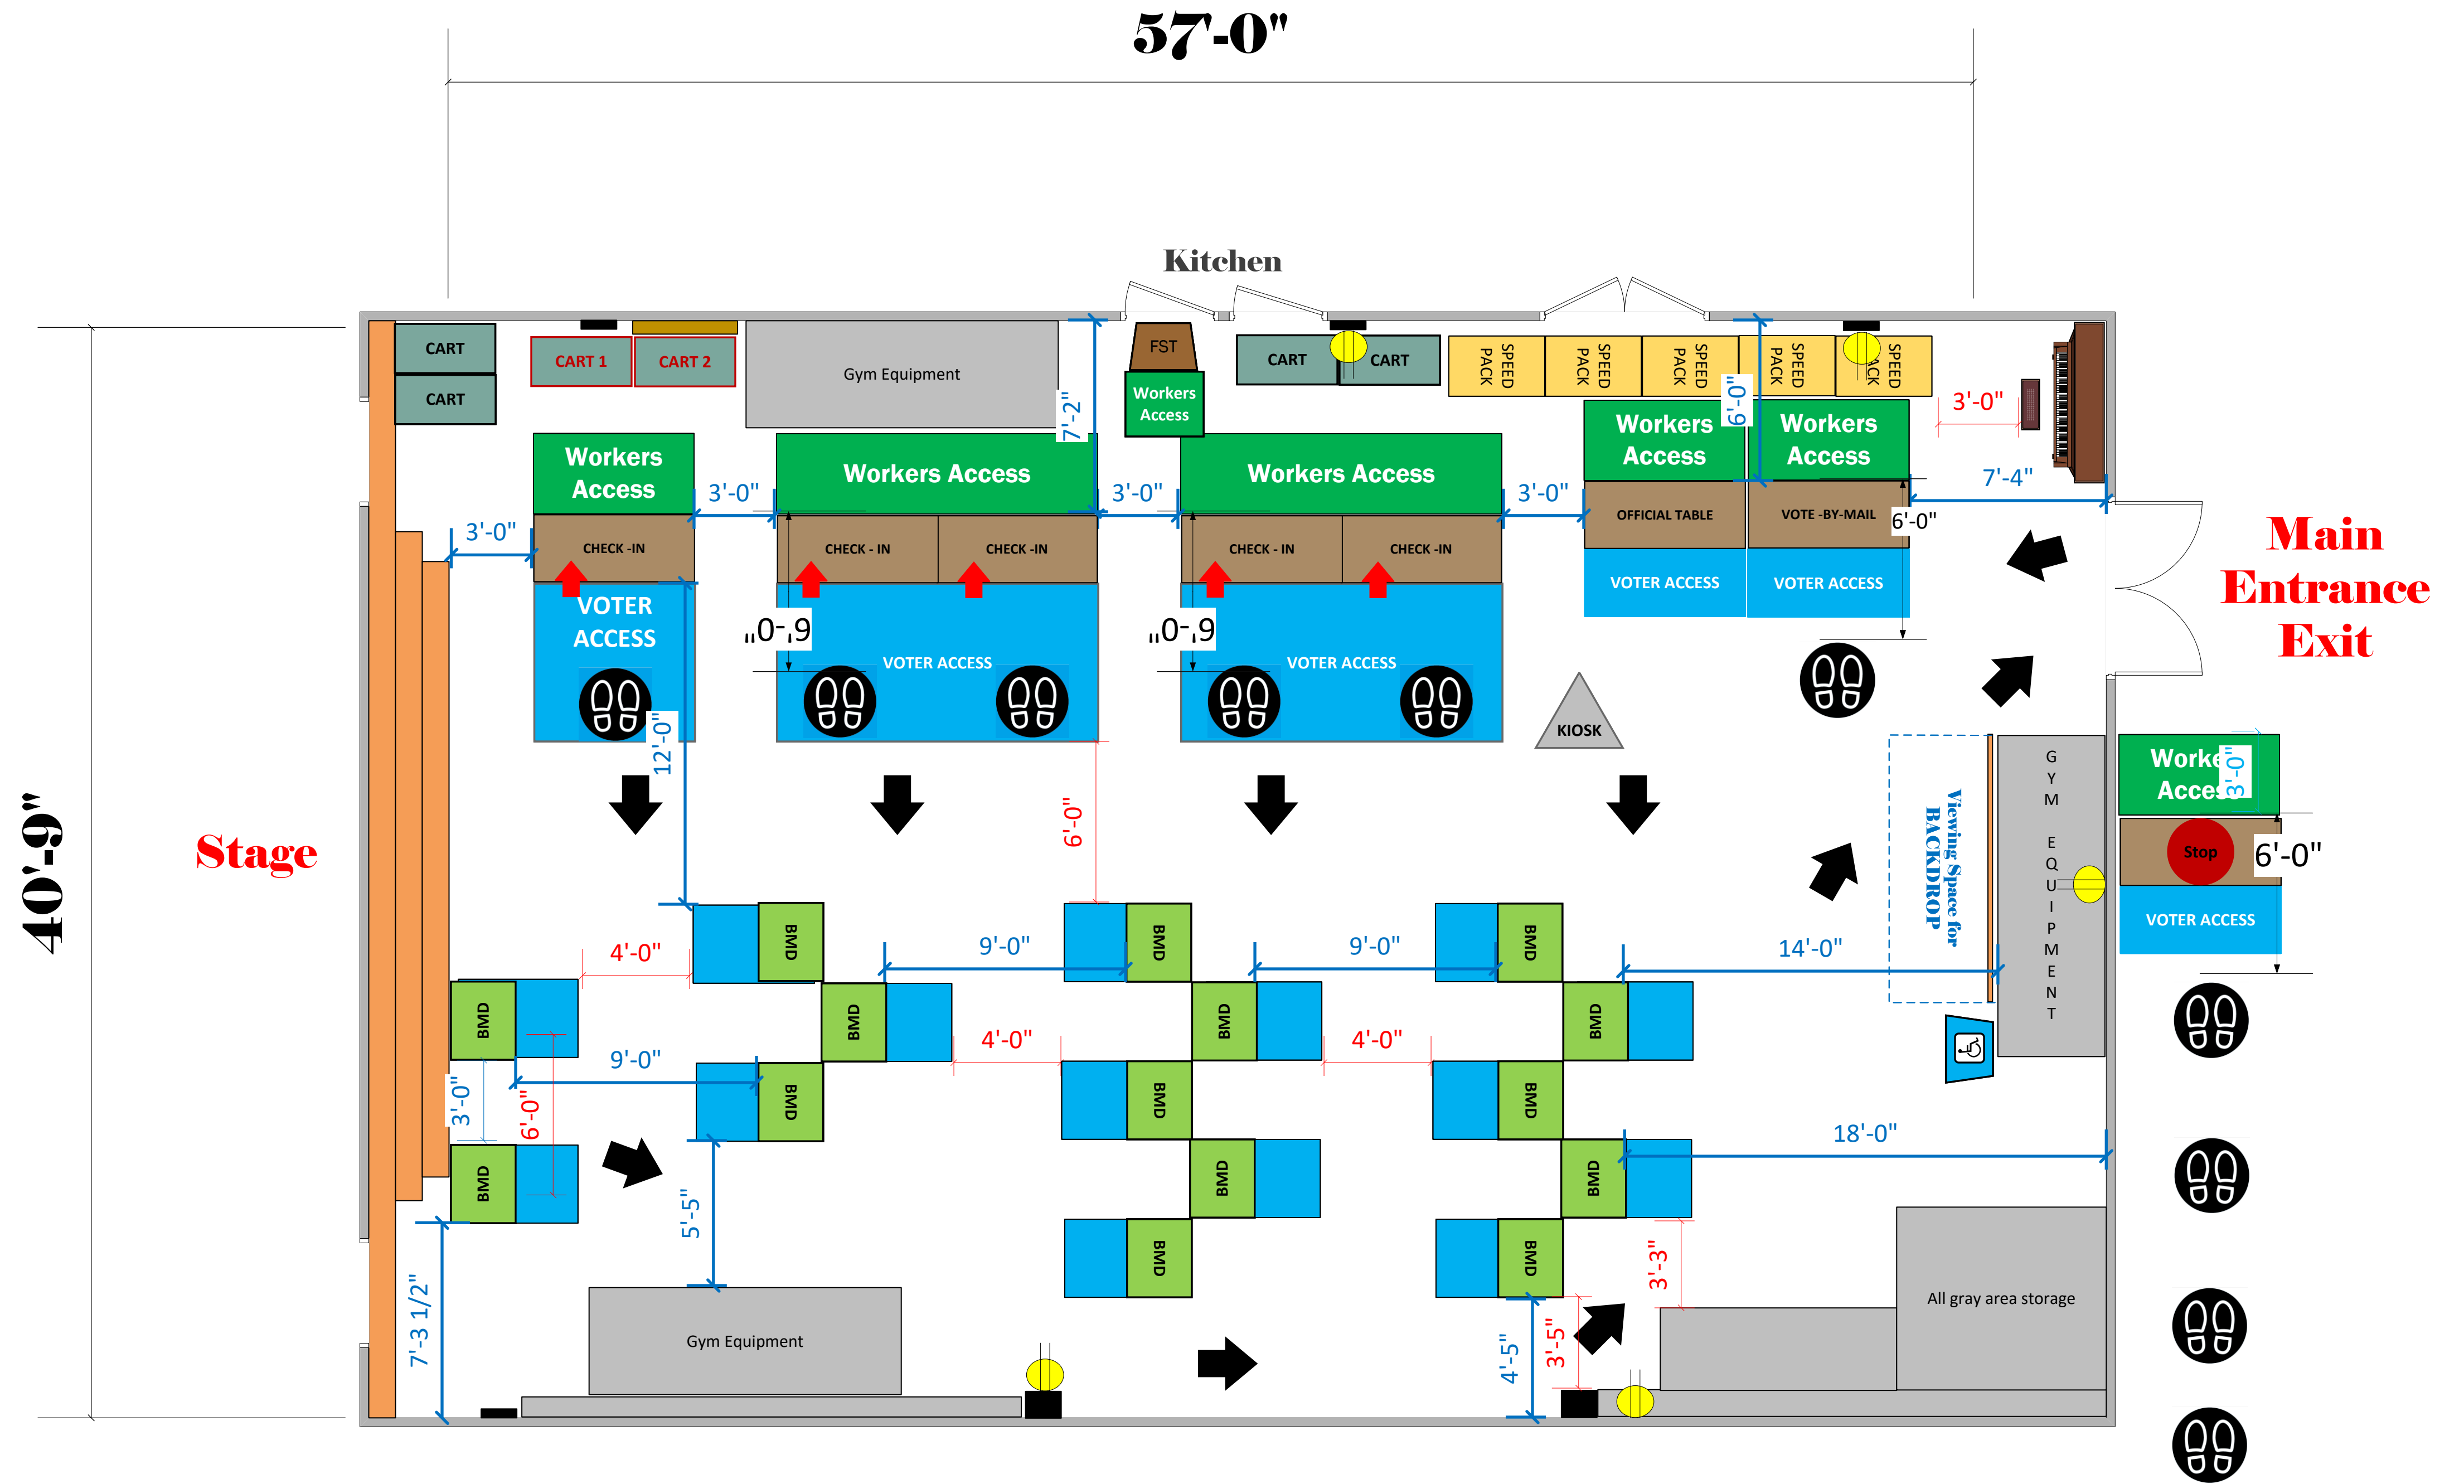 57'-0"
Kitchen
CART
CART
CART 1
CART 2
Gym Equipment
FST
Workers
Access
CART
CART
SPEED
PACK
SPEED
PACK
SPEED
PACK
SPEED
PACK
SPEED
PACK
7'-2"
6'-0"
3'-0"
Workers
Access
Workers Access
Workers Access
Workers
Access
Workers
Access
3'-0"
3'-0"
3'-0"
3'-0"
7'-4"
CHECK -IN
CHECK - IN
CHECK -IN
CHECK - IN
CHECK -IN
OFFICIAL TABLE
VOTE -BY-MAIL
6'-0"
VOTER
ACCESS
VOTER ACCESS
VOTER ACCESS
VOTER ACCESS
VOTER ACCESS
6'-0"
6'-0"
Main
Entrance
Exit
KIOSK
12'-0"
6'-0"
40'-9"
Stage
Viewing Space for
BACKDROP
GYM EQUIPMENT
Workers
Access
3'-0"
Stop
6'-0"
VOTER ACCESS
BMD
BMD
BMD
4'-0"
9'-0"
9'-0"
14'-0"
BMD
BMD
BMD
BMD
4'-0"
4'-0"
9'-0"
3'-0"
6'-0"
BMD
BMD
BMD
18'-0"
BMD
BMD
BMD
5'-5"
BMD
BMD
3'-3"
7'-3 1/2"
Gym Equipment
4'-5"
3'-5"
All gray area storage